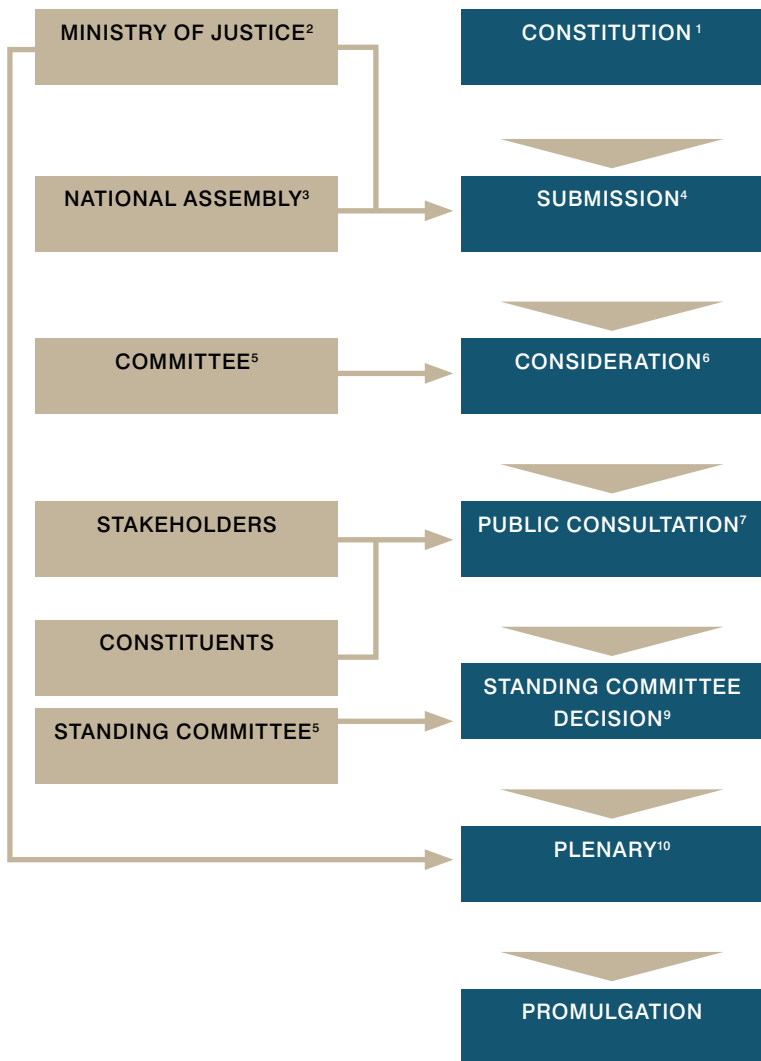 MINISTRY OF JUSTICE²
CONSTITUTION ¹
NATIONAL ASSEMBLY³
SUBMISSION⁴
COMMITTEE⁵
CONSIDERATION⁶
STAKEHOLDERS
PUBLIC CONSULTATION⁷
CONSTITUENTS
STANDING COMMITTEE
DECISION⁹
STANDING COMMITTEE⁵
PLENARY¹⁰
PROMULGATION